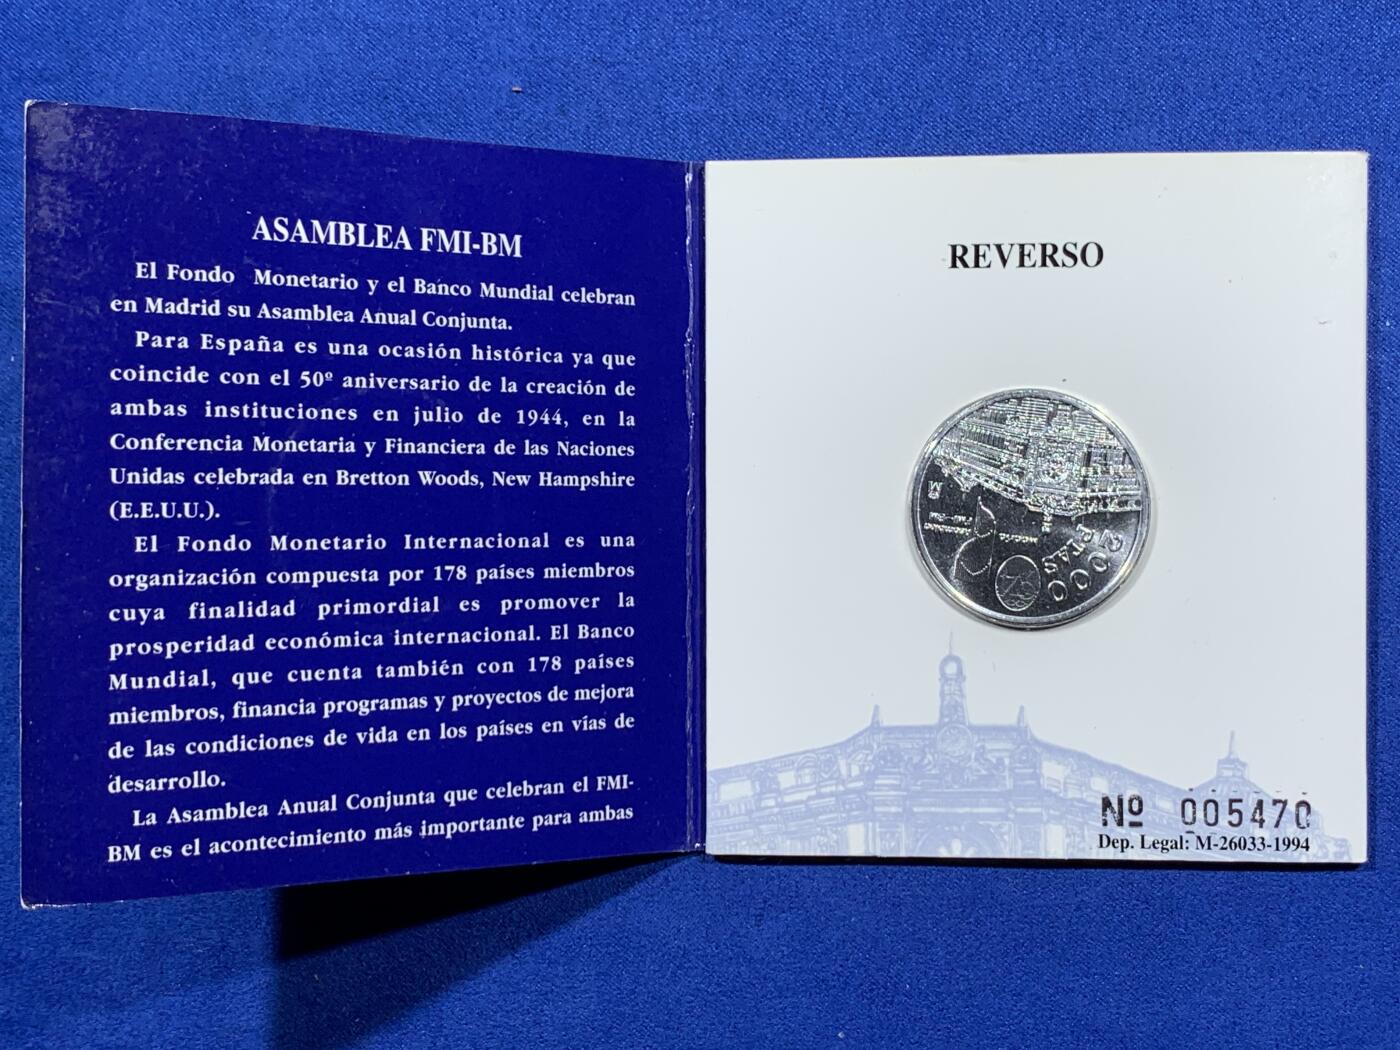 ASAMBLEA FMI-BM
El Fondo Monetario y el Banco Mundial celebran
en Madrid su Asamblea Anual Conjunta.
Para España es una ocasión histórica ya que
coincide con el 50º aniversario de la creación de
ambas instituciones en julio de 1944, en la
Conferencia Monetaria y Financiera de las Naciones
Unidas celebrada en Bretton Woods, New Hampshire
(E.E.U.U.).
El Fondo Monetario Internacional es una
organización compuesta por 178 países miembros
cuya finalidad primordial es promover la
prosperidad económica internacional. El Banco
Mundial, que cuenta también con 178 países
miembros, financia programas y proyectos de mejora
de las condiciones de vida en los países en vías de
desarrollo.
La Asamblea Anual Conjunta que celebran el FMI-
BM es el acontecimiento más importante para ambas
REVERSO
2000
PTAS
M
Nº 005470
Dep. Legal: M-26033-1994